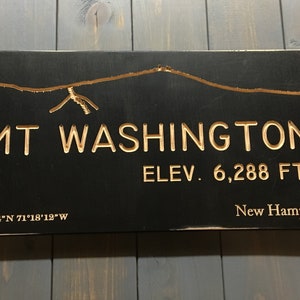 MT WASHINGTON
ELEV. 6,288 FT
"N 71°18'12"W
New Ham